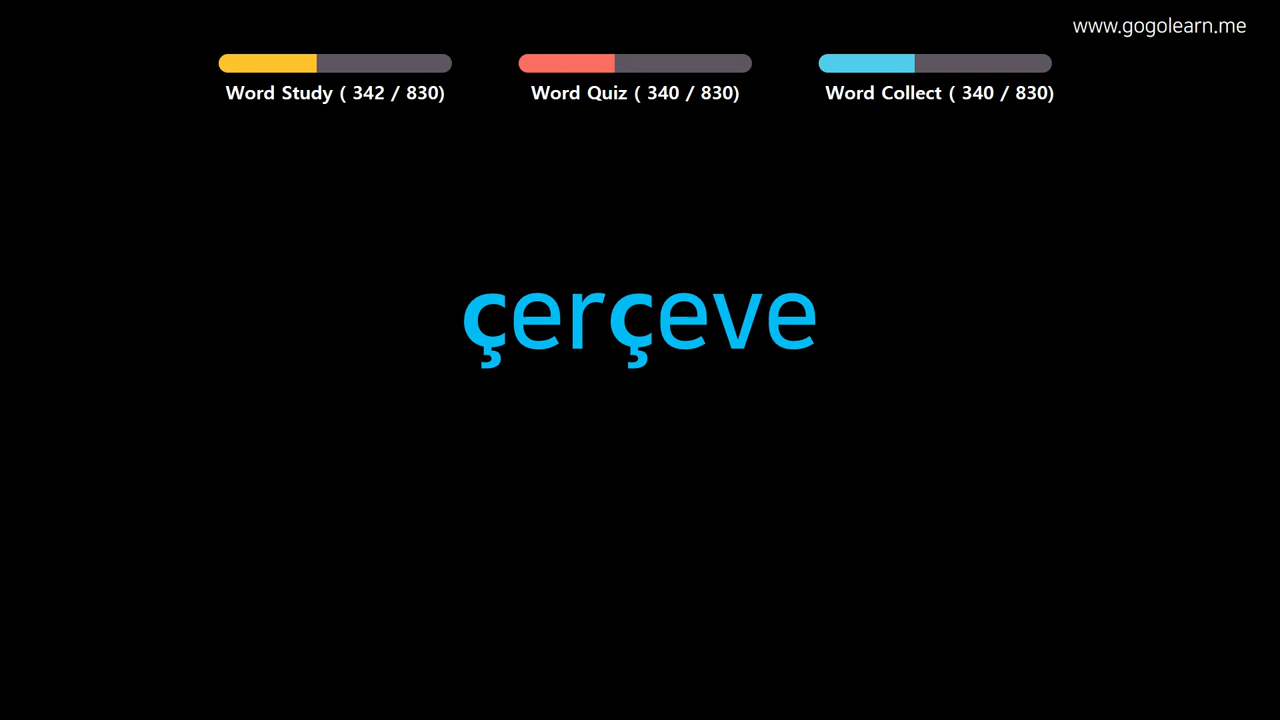 www.gogolearn.me
Word Study ( 342 / 830)
Word Quiz ( 340 / 830)
Word Collect ( 340 / 830)
çerçeve